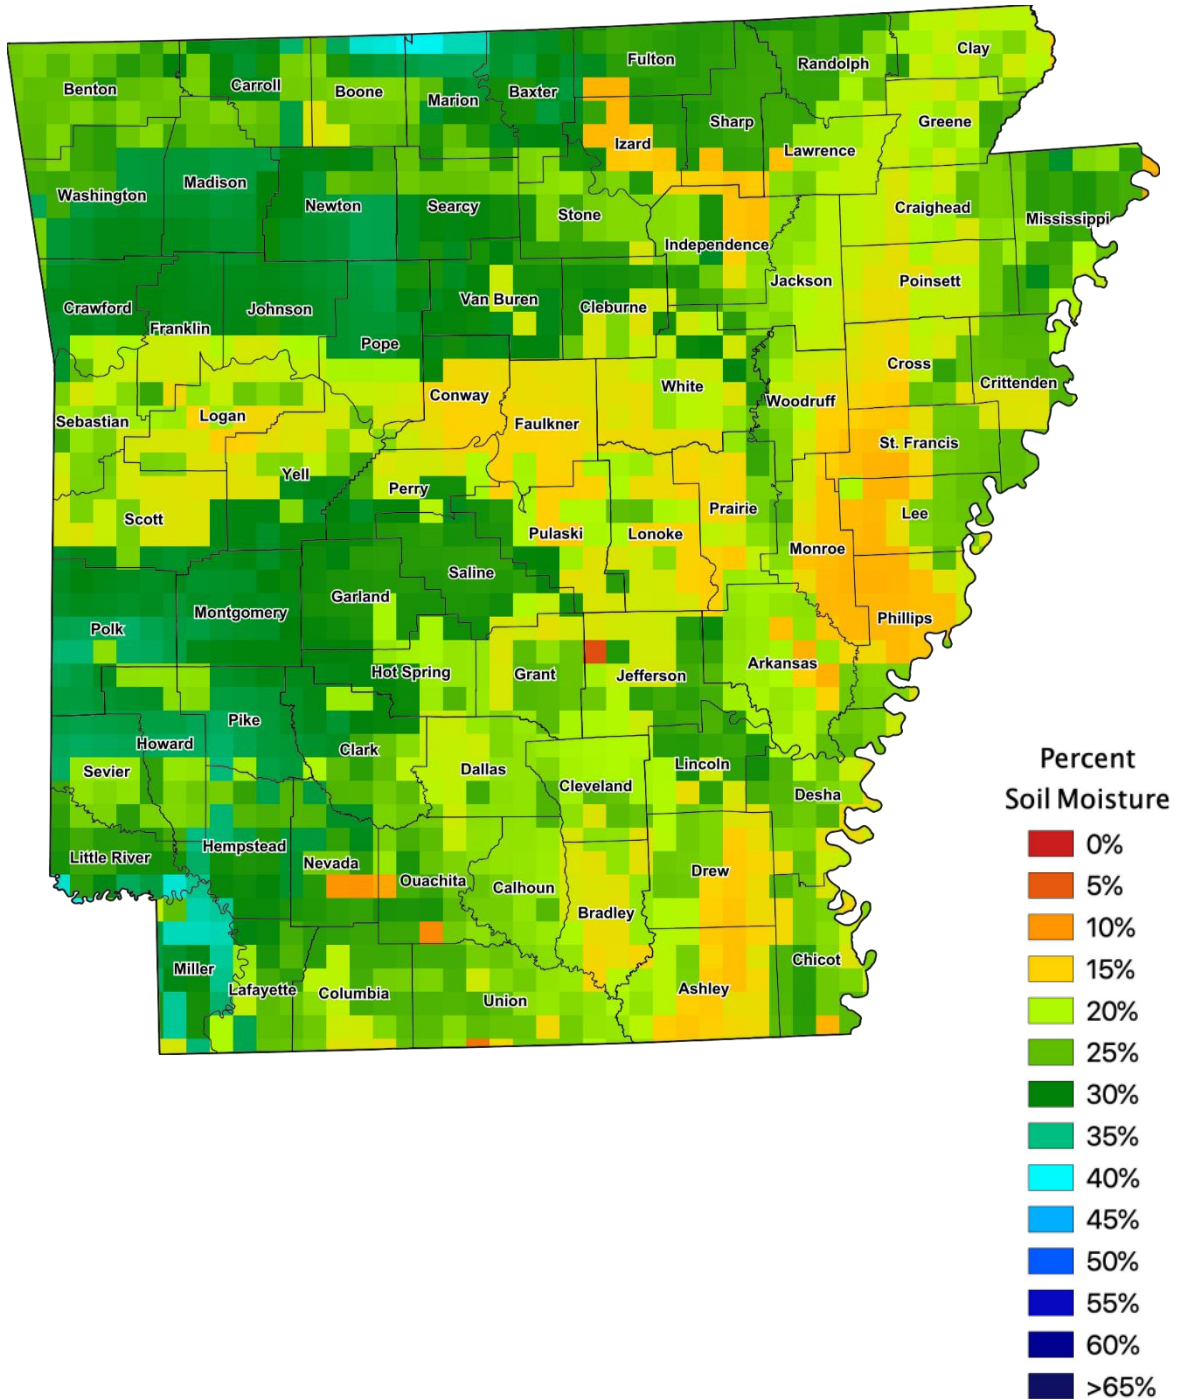 Clay
Fulton
Randolph
Benton
Carroll
Boone
Marion
Baxter
Sharp
Greene
Izard
Lawrence
Madison
Washington
Newton
Searcy
Stone
Craighead
Mississippi
Independence
Jackson
Poinsett
Crawford
Johnson
Van Buren
Cleburne
Franklin
Pope
Cross
Crittenden
White
Conway
Woodruff
Sebastian
Logan
Faulkner
St. Francis
Yell
Perry
Prairie
Lee
Scott
Pulaski
Lonoke
Monroe
Saline
Garland
Montgomery
Phillips
Polk
Hot Spring
Grant
Jefferson
Arkansas
Pike
Howard
Clark
Sevier
Dallas
Cleveland
Lincoln
Desha
Little River
Hempstead
Nevada
Ouachita
Calhoun
Drew
Bradley
Miller
Lafayette
Columbia
Union
Ashley
Chicot
Percent
Soil Moisture
0%
5%
10%
15%
20%
25%
30%
35%
40%
45%
50%
55%
60%
>65%